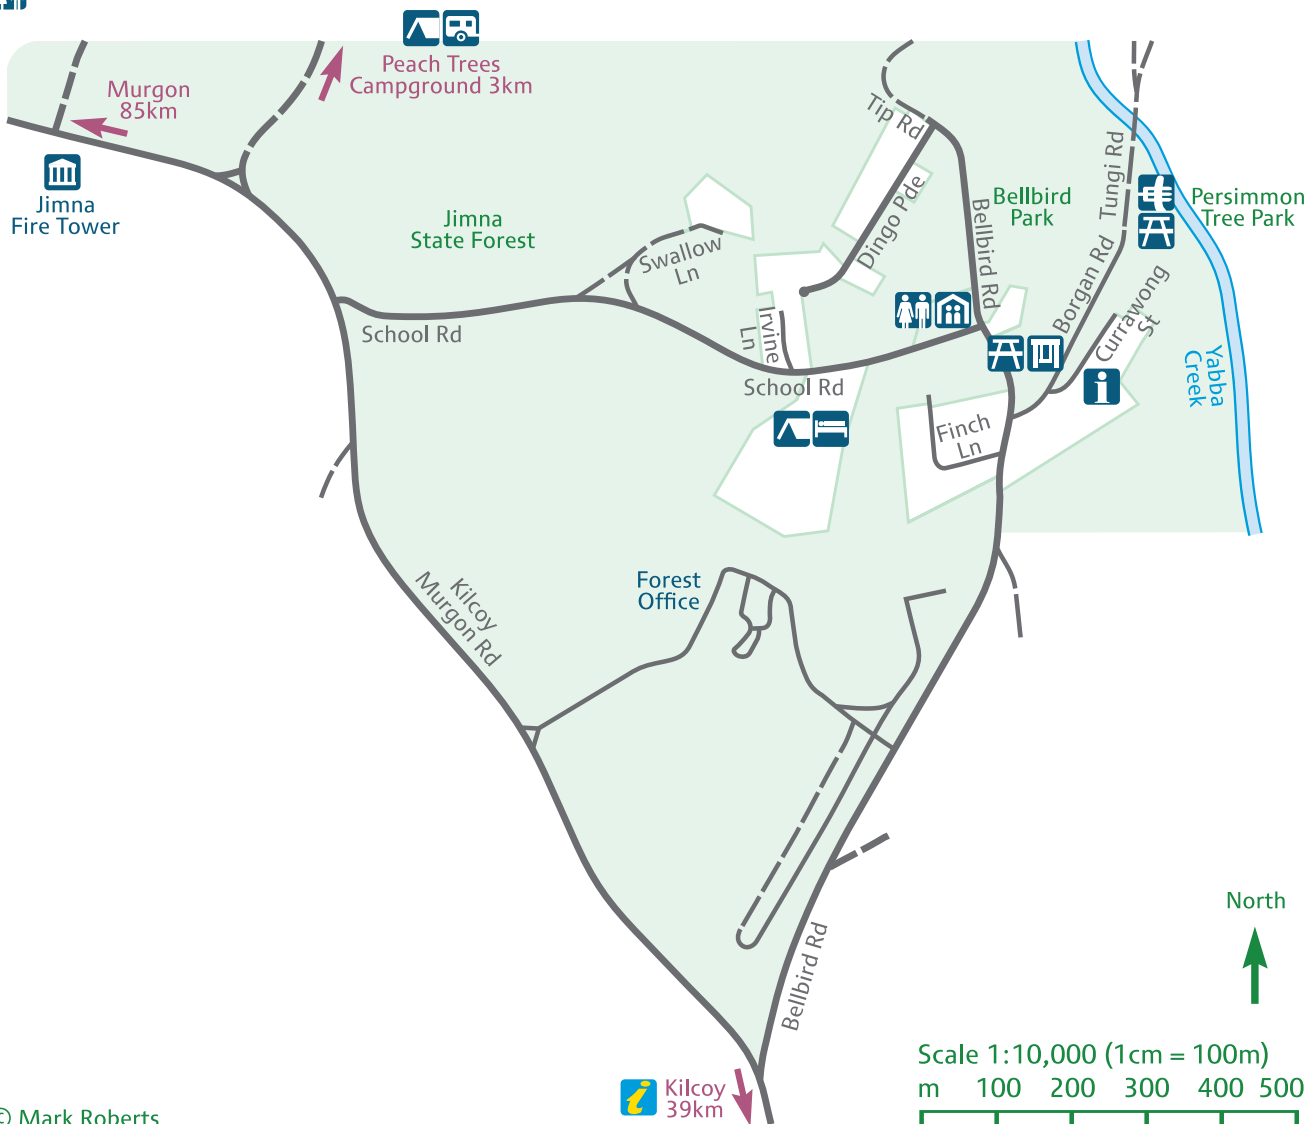 Peach Trees
Campground 3km
Murgon
85km
Jimna
Fire Tower
Jimna
State Forest
Tip Rd
Dingo Pde
Bellbird
Park
Bellbird Rd
Tungi Rd
Persimmon
Tree Park
Swallow
Ln
Borgan Rd
Currawong
St
School Rd
Irvine
Ln
School Rd
Yabba
Creek
Finch
Ln
Kilcoy
Murgon Rd
Forest
Office
Bellbird Rd
North
Scale 1:10,000 (1cm = 100m)
m 100 200 300 400 500
Kilcoy
39km
© Mark Roberts